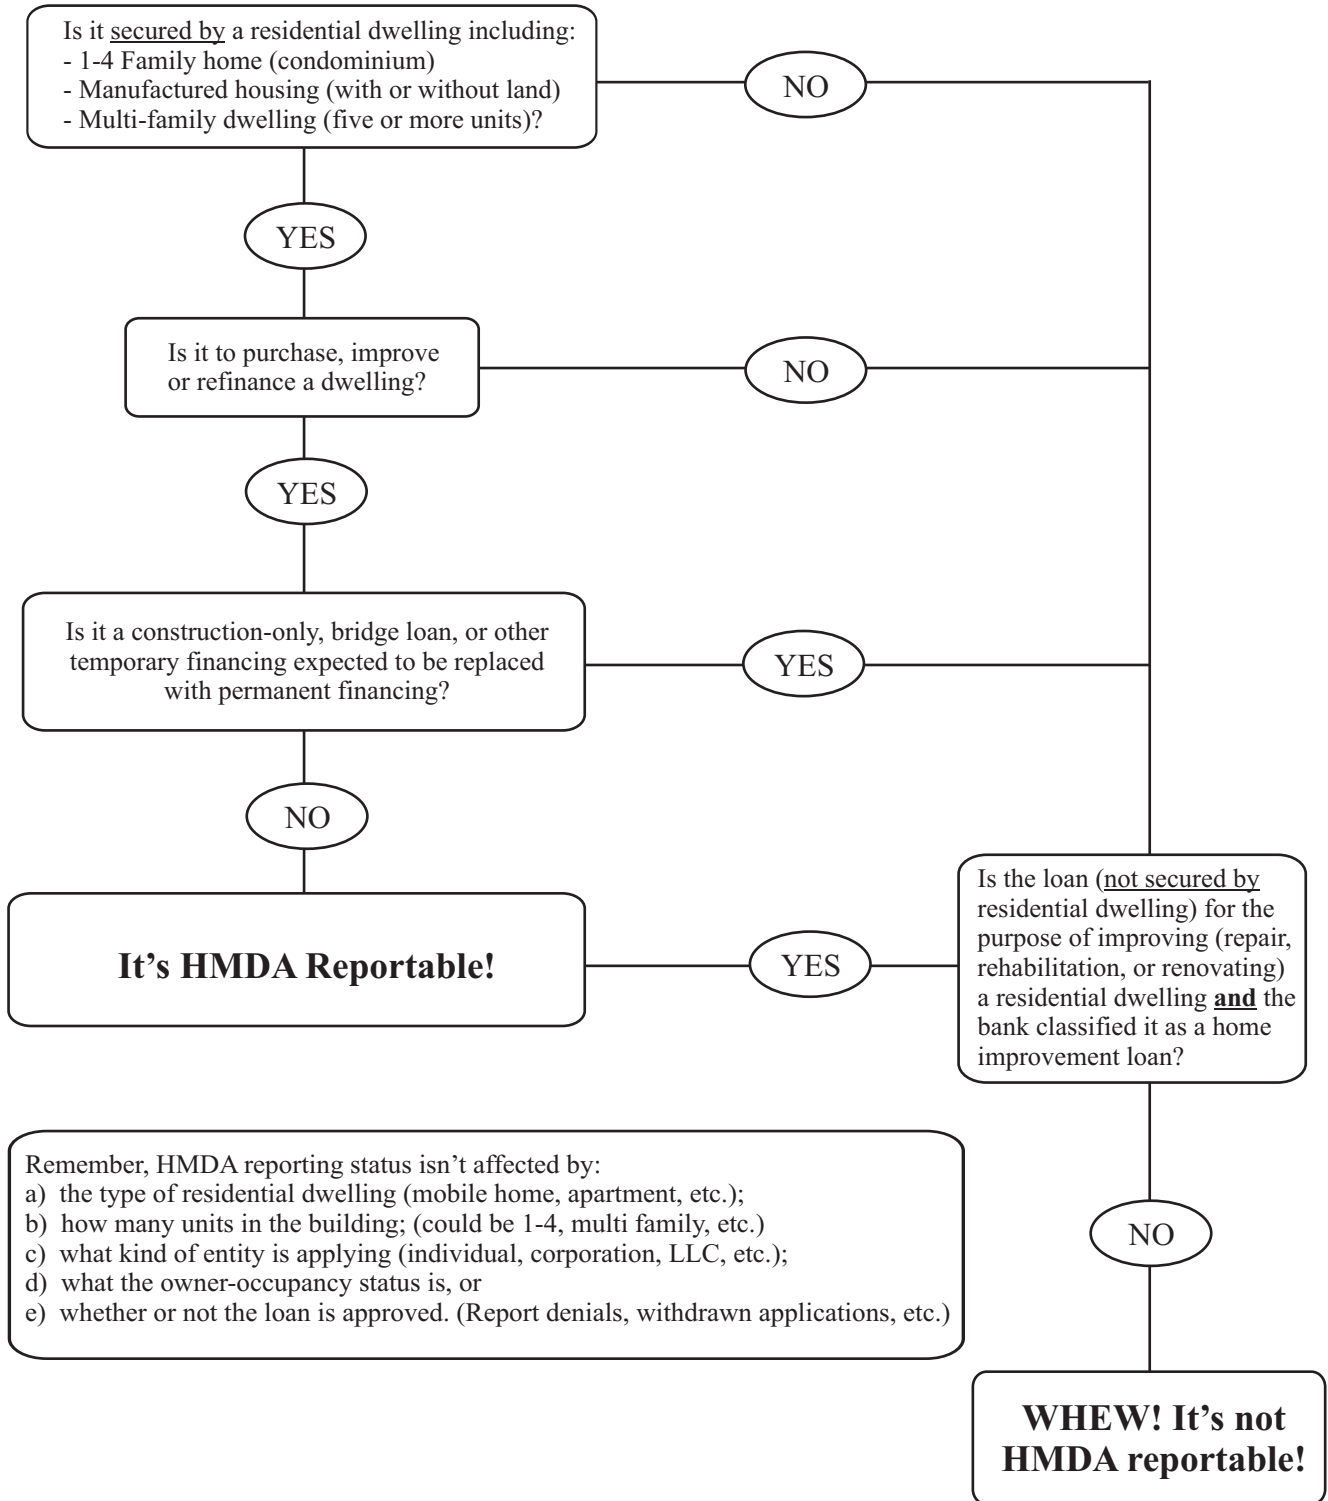 Is it secured by a residential dwelling including:
- 1-4 Family home (condominium)
- Manufactured housing (with or without land)
- Multi-family dwelling (five or more units)?
NO
YES
Is it to purchase, improve
or refinance a dwelling?
NO
YES
Is it a construction-only, bridge loan, or other
temporary financing expected to be replaced
with permanent financing?
YES
NO
It's HMDA Reportable!
YES
Is the loan (not secured by
residential dwelling) for the
purpose of improving (repair,
rehabilitation, or renovating)
a residential dwelling and the
bank classified it as a home
improvement loan?
Remember, HMDA reporting status isn't affected by:
a) the type of residential dwelling (mobile home, apartment, etc.);
b) how many units in the building; (could be 1-4, multi family, etc.)
c) what kind of entity is applying (individual, corporation, LLC, etc.);
d) what the owner-occupancy status is, or
e) whether or not the loan is approved. (Report denials, withdrawn applications, etc.)
NO
WHEW! It's not
HMDA reportable!